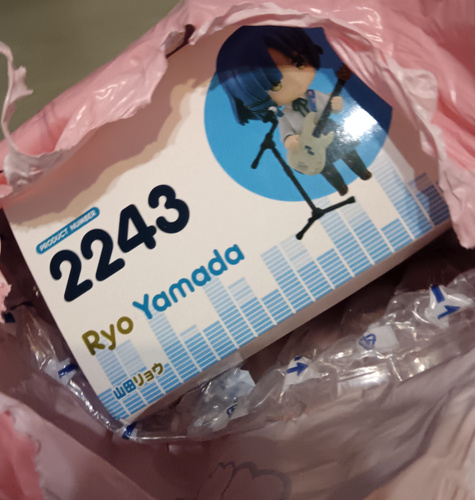 PRODUCT NUMBER
2243
Ryo Yamada
山田リョウ